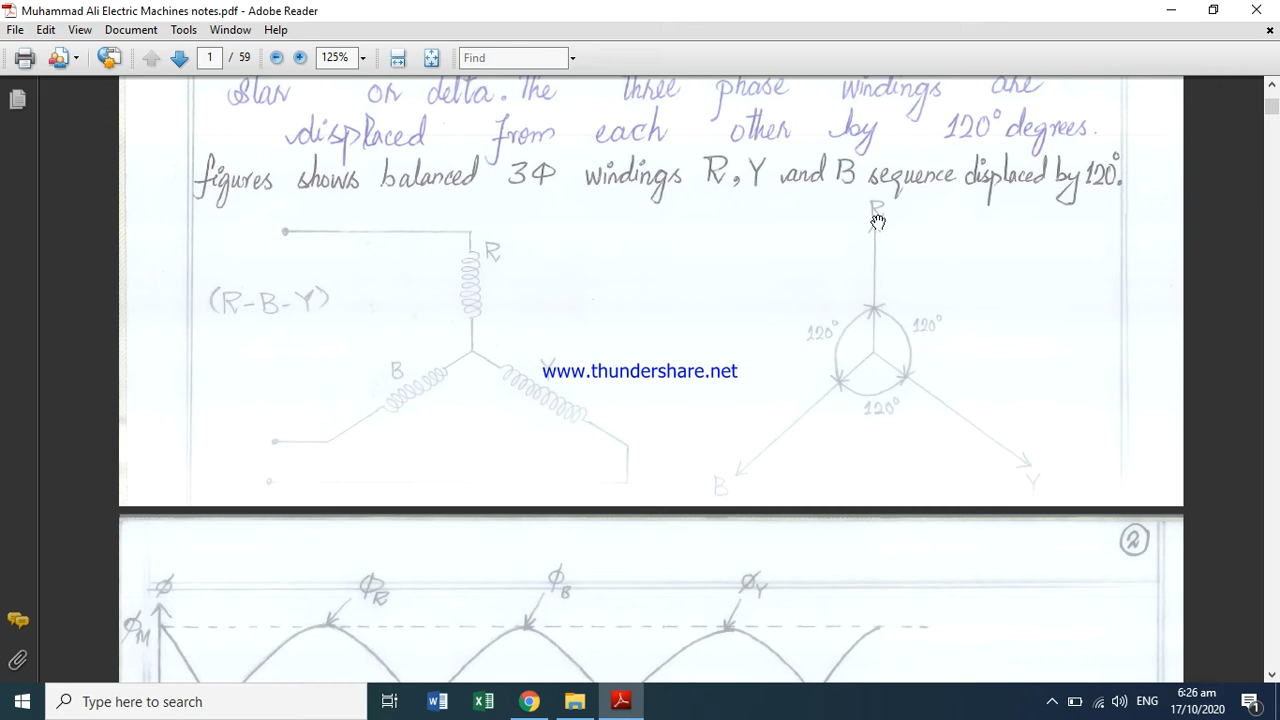 Muhammad Ali Electric Machines notes.pdf - Adobe Reader
File Edit View Document Tools Window Help
1 / 59 125% Find
star or delta. The three phase windings are
displaced from each other by 120° degrees.
figures shows balanced 3Φ windings R, Y and B sequence displaced by 120°.
R
R
(R-B-Y)
120° 120°
B Y
www.thundershare.net
120°
B Y
2
ϕ ϕR ϕB ϕY
ϕM
Type here to search
ENG
6:26 am
17/10/2020
1